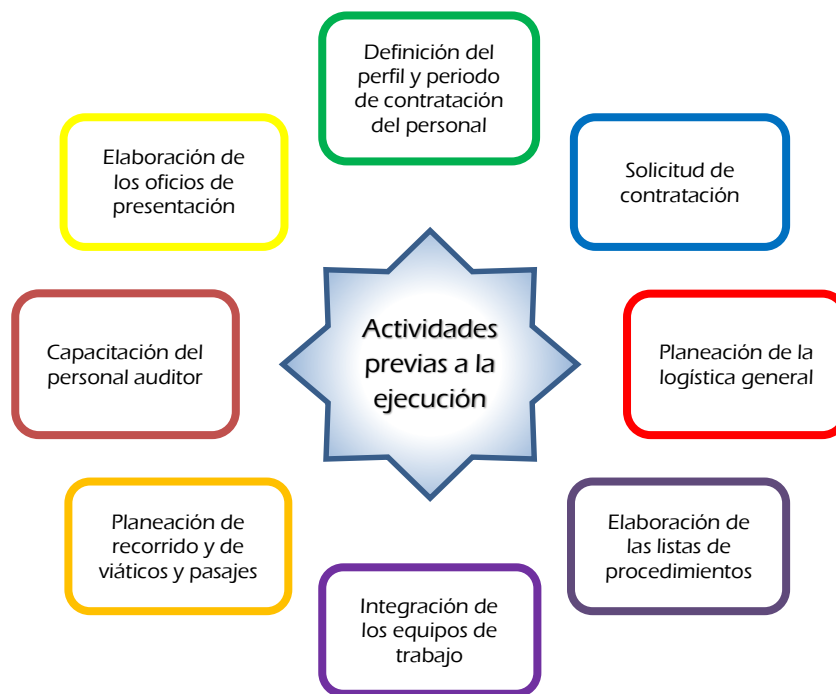 Definición del
perfil y periodo
de contratación
del personal
Solicitud de
contratación
Planeación de la
logística general
Elaboración de
las listas de
procedimientos
Integración de
los equipos de
trabajo
Planeación de
recorrido y de
viáticos y pasajes
Capacitación del
personal auditor
Elaboración de
los oficios de
presentación
Actividades
previas a la
ejecución